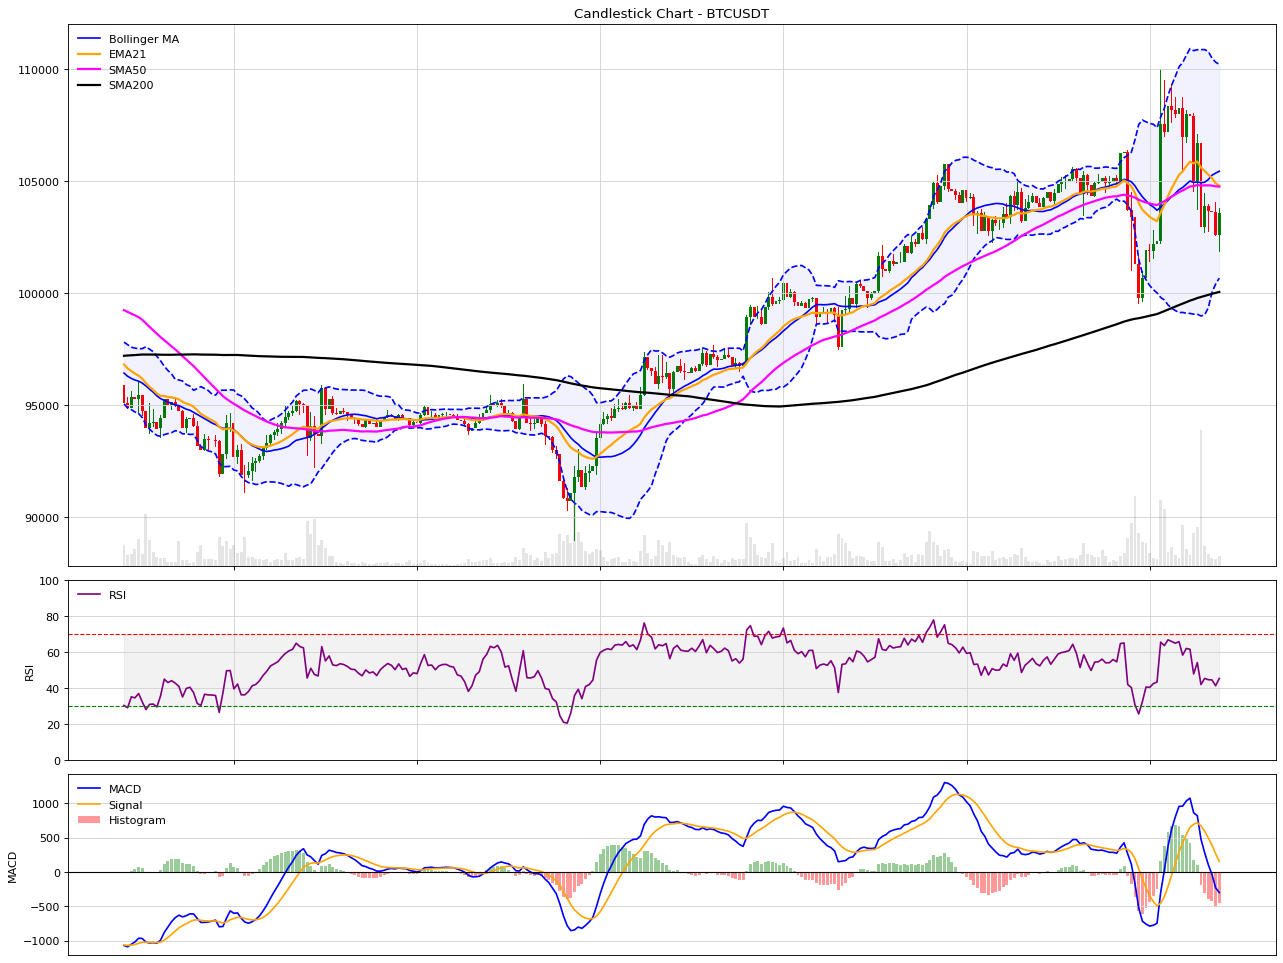 Candlestick Chart - BTCUSDT
Bollinger MA
EMA21
SMA50
SMA200
110000
105000
100000
95000
90000
RSI
100
80
60
40
20
0
RSI
MACD
Signal
Histogram
1000
500
0
−500
−1000
MACD